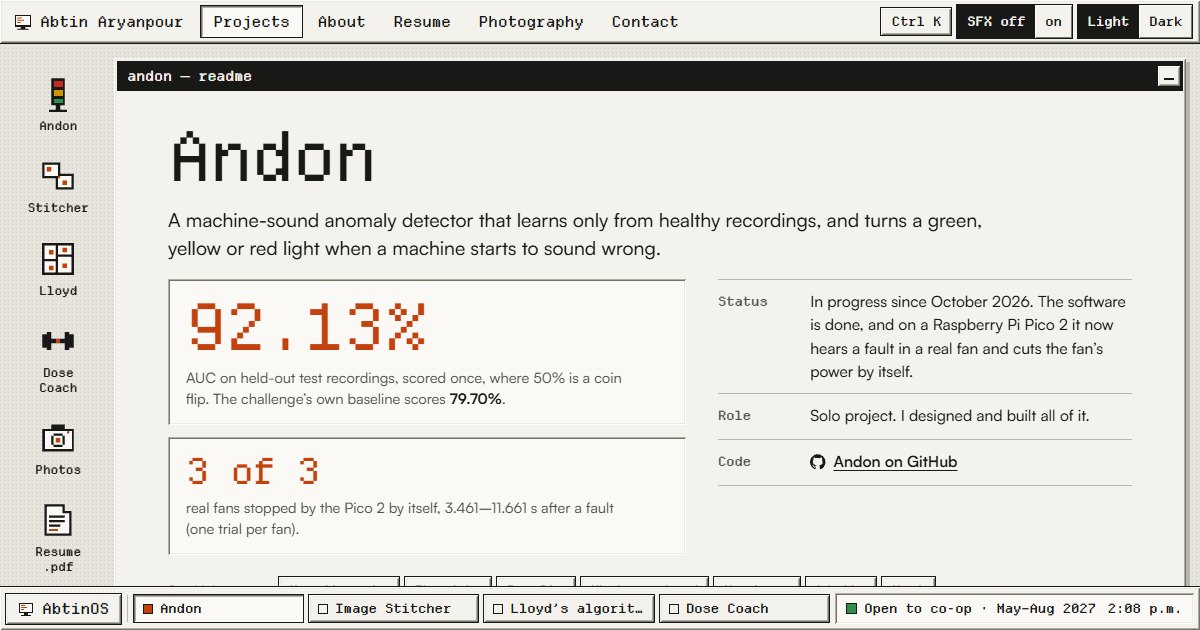 Abtin Aryanpour Projects About Resume Photography Contact Ctrl K SFX off on Light Dark
andon — readme
Andon
Stitcher
Lloyd
Dose
Coach
Photos
Resume
.pdf
Andon
A machine-sound anomaly detector that learns only from healthy recordings, and turns a green,
yellow or red light when a machine starts to sound wrong.
92.13%
AUC on held-out test recordings, scored once, where 50% is a coin
flip. The challenge’s own baseline scores 79.70%.
3 of 3
real fans stopped by the Pico 2 by itself, 3.461–11.661 s after a fault
(one trial per fan).
Status In progress since October 2026. The software
is done, and on a Raspberry Pi Pico 2 it now
hears a fault in a real fan and cuts the fan’s
power by itself.
Role Solo project. I designed and built all of it.
Code Andon on GitHub
AbtinOS Andon Image Stitcher Lloyd’s algorit… Dose Coach Open to co-op · May–Aug 2027 2:08 p.m.